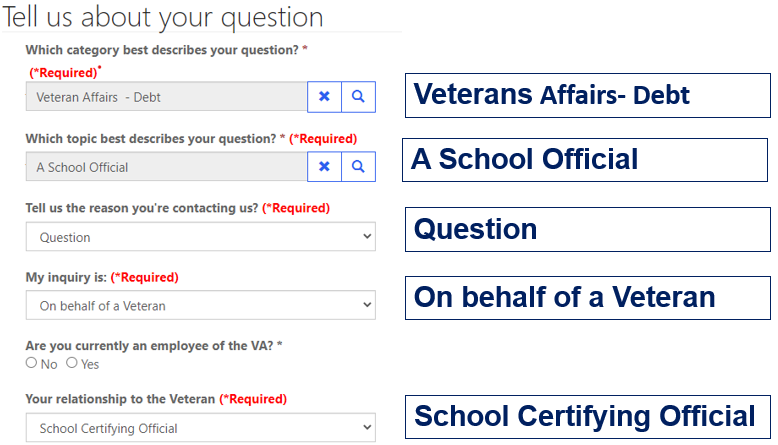 Tell us about your question
Which category best describes your question? *
(*Required)*
Veteran Affairs - Debt
Veterans Affairs- Debt
Which topic best describes your question? * (*Required)
A School Official
A School Official
Tell us the reason you're contacting us? (*Required)
Question
Question
My inquiry is: (*Required)
On behalf of a Veteran
On behalf of a Veteran
Are you currently an employee of the VA? *
No Yes
Your relationship to the Veteran (*Required)
School Certifying Official
School Certifying Official